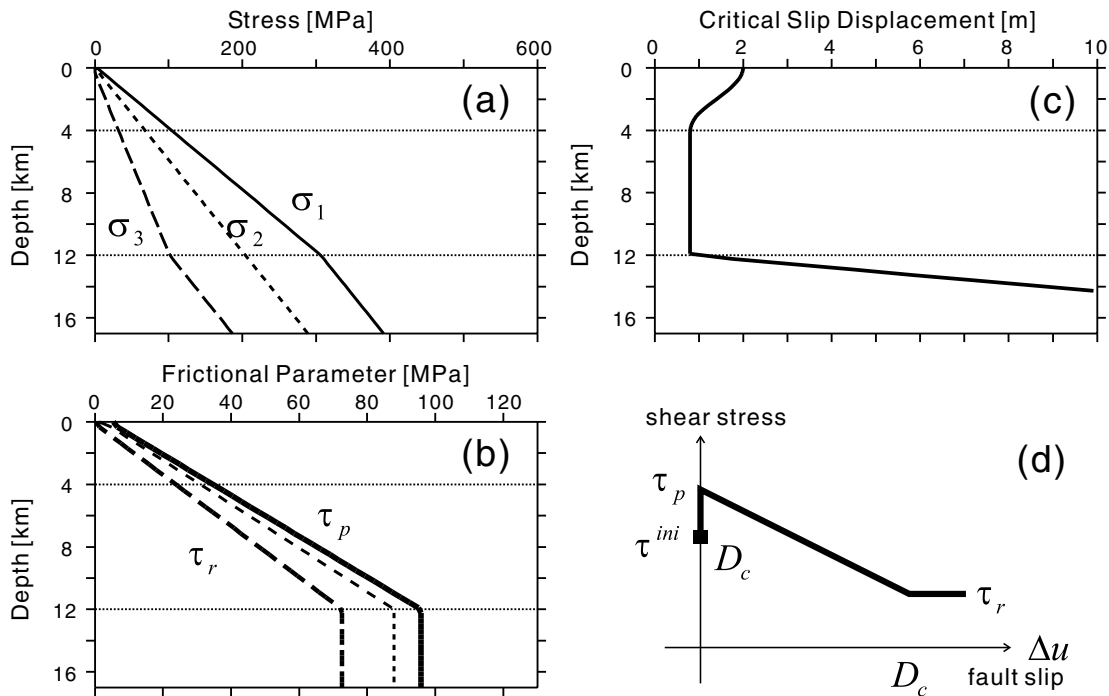 Stress [MPa]
0 200 400 600
0
4
8
12
16
Depth [km]
(a)
σ1
σ2
σ3
Critical Slip Displacement [m]
0 2 4 6 8 10
0
4
8
12
16
Depth [km]
(c)
Frictional Parameter [MPa]
0 20 40 60 80 100 120
0
4
8
12
16
Depth [km]
(b)
τp
τr
shear stress
(d)
τp
τ ini
Dc
τr
Δu
Dc
fault slip